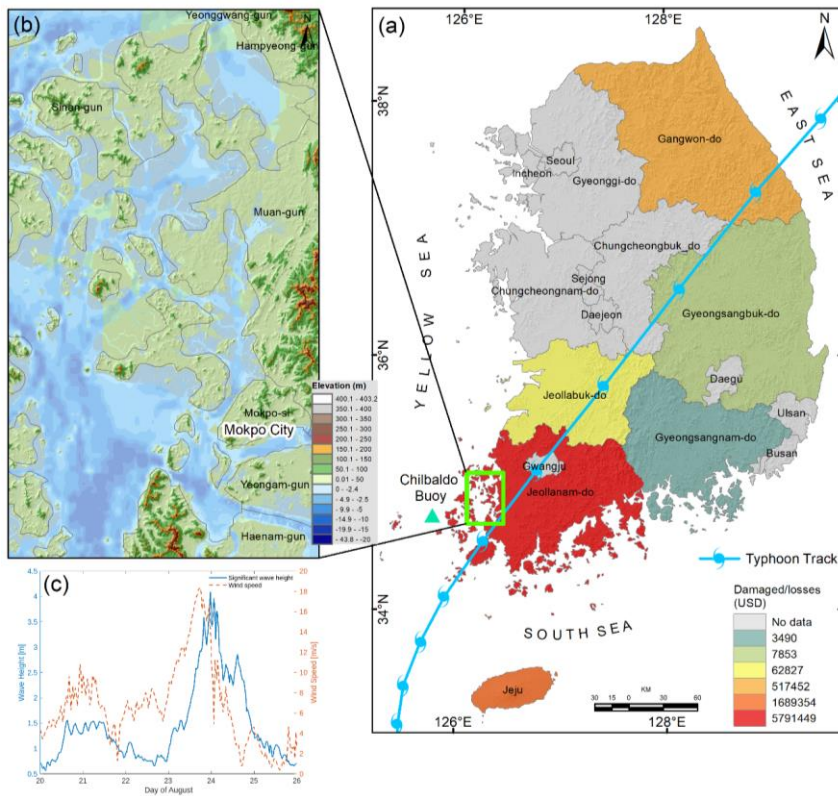 (b)
Yeonggwang-gun
N
Hampyeong-gun
Sinan-gun
Muan-gun
Mokpo-si
Mokpo City
Yeongam-gun
Haenam-gun
Elevation (m)
400.1 - 403.2
350.1 - 400
300.1 - 350
250.1 - 300
200.1 - 250
150.1 - 200
100.1 - 150
50.1 - 100
0.01 - 50
0 - -2.4
- 4.9 - -2.5
- 9.9 - -5
-14.9 - -10
-19.9 - -15
-43.8 - -20
(a)
126°E
128°E
N
38°N
36°N
34°N
EAST SEA
YELLOW SEA
SOUTH SEA
Gangwon-do
Seoul
Incheon
Gyeonggi-do
Chungcheongbuk_do
Sejong
Chungcheongnam-do
Daejeon
Gyeongsangbuk-do
Jeollabuk-do
Daegu
Ulsan
Gyeongsangnam-do
Busan
Gwangju
Jeollanam-do
Chilbaldo
Buoy
Jeju
Typhoon Track
Damaged/losses
(USD)
No data
3490
7853
62827
517452
1689354
5791449
KM
30 15 0 30 60
126°E
128°E
(c)
Significant wave height
Wind speed
Wave Height [m]
4.5
4
3.5
3
2.5
2
1.5
1
0.5
Wind Speed [m/s]
20
18
16
14
12
10
8
6
4
2
0
20 21 22 23 24 25 26
Day of August